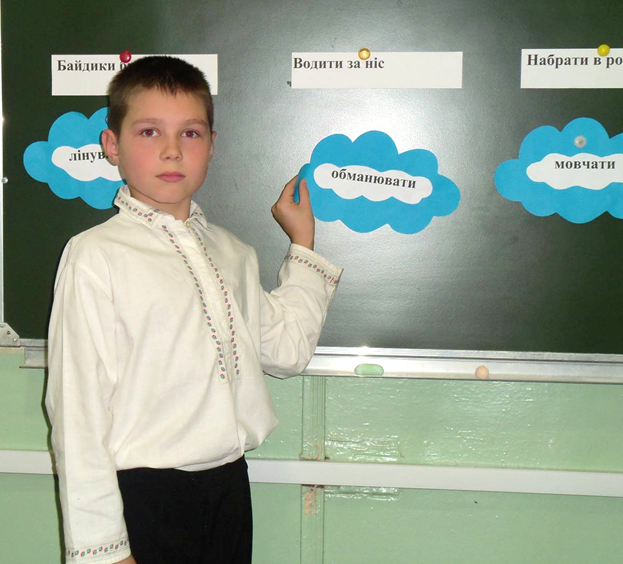 Байдики
Водити за ніс
Набрати в
обманювати
мовчати